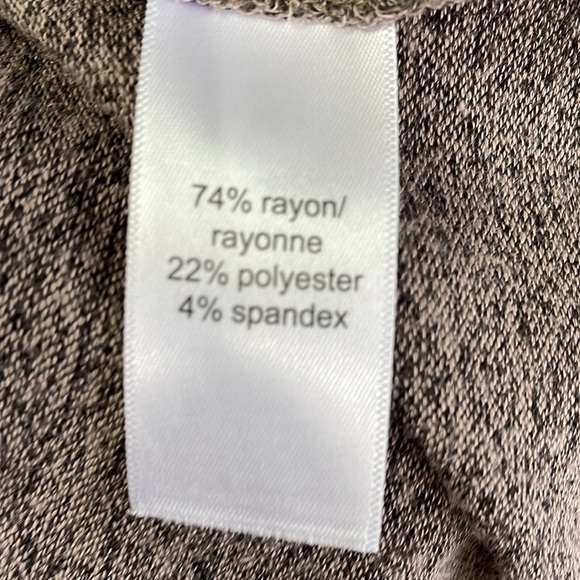 74% rayon/
rayonne
22% polyester
4% spandex